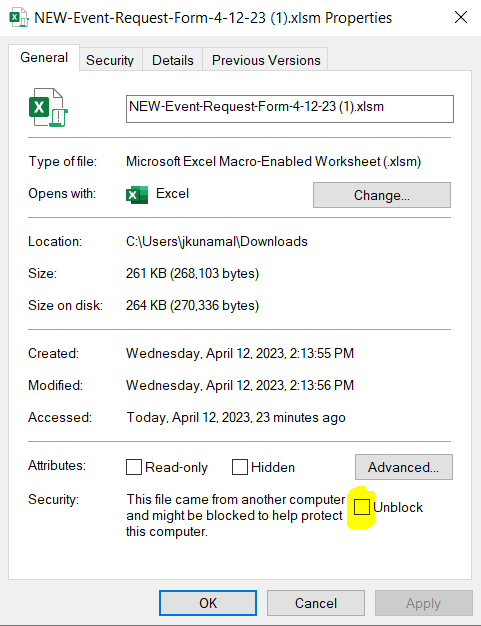 NEW-Event-Request-Form-4-12-23 (1).xlsm Properties
General Security Details Previous Versions
NEW-Event-Request-Form-4-12-23 (1).xlsm
Type of file: Microsoft Excel Macro-Enabled Worksheet (.xlsm)
Opens with: Excel Change...
Location: C:\Users\jkunamal\Downloads
Size: 261 KB (268,103 bytes)
Size on disk: 264 KB (270,336 bytes)
Created: Wednesday, April 12, 2023, 2:13:55 PM
Modified: Wednesday, April 12, 2023, 2:13:56 PM
Accessed: Today, April 12, 2023, 23 minutes ago
Attributes: Read-only Hidden Advanced...
Security: This file came from another computer
and might be blocked to help protect Unblock
this computer.
OK Cancel Apply